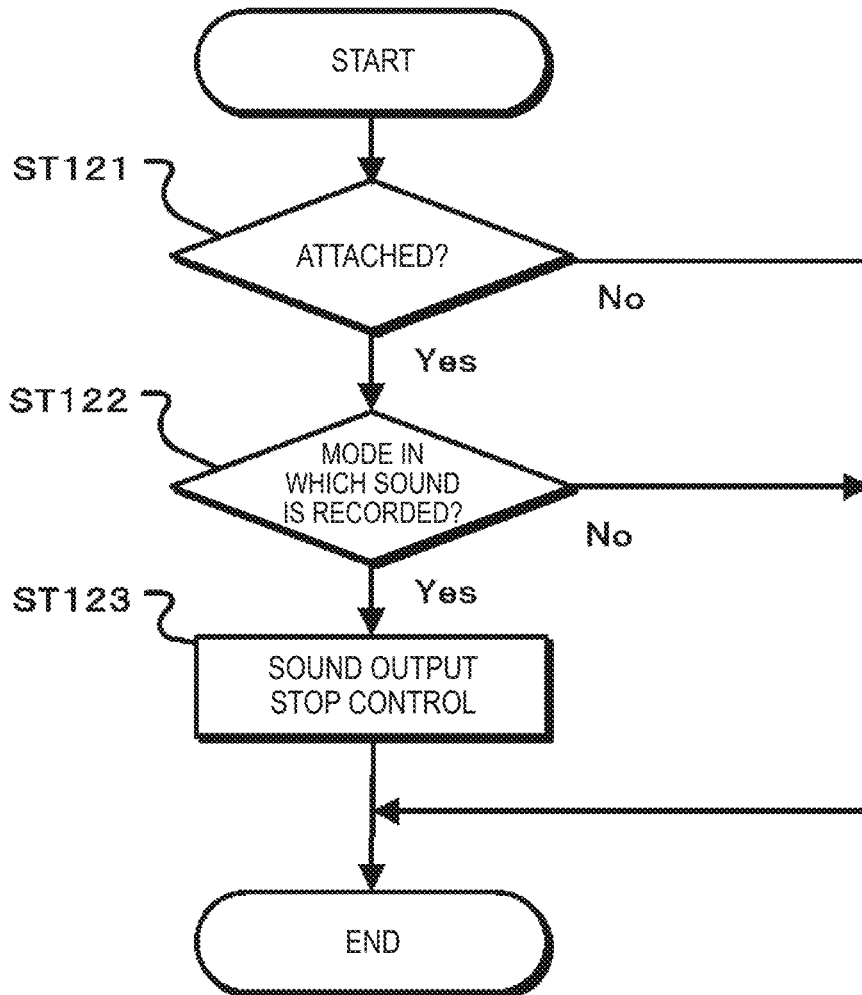 START
ST121
ATTACHED?
No
Yes
ST122
MODE IN
WHICH SOUND
IS RECORDED?
No
Yes
ST123
SOUND OUTPUT
STOP CONTROL
END